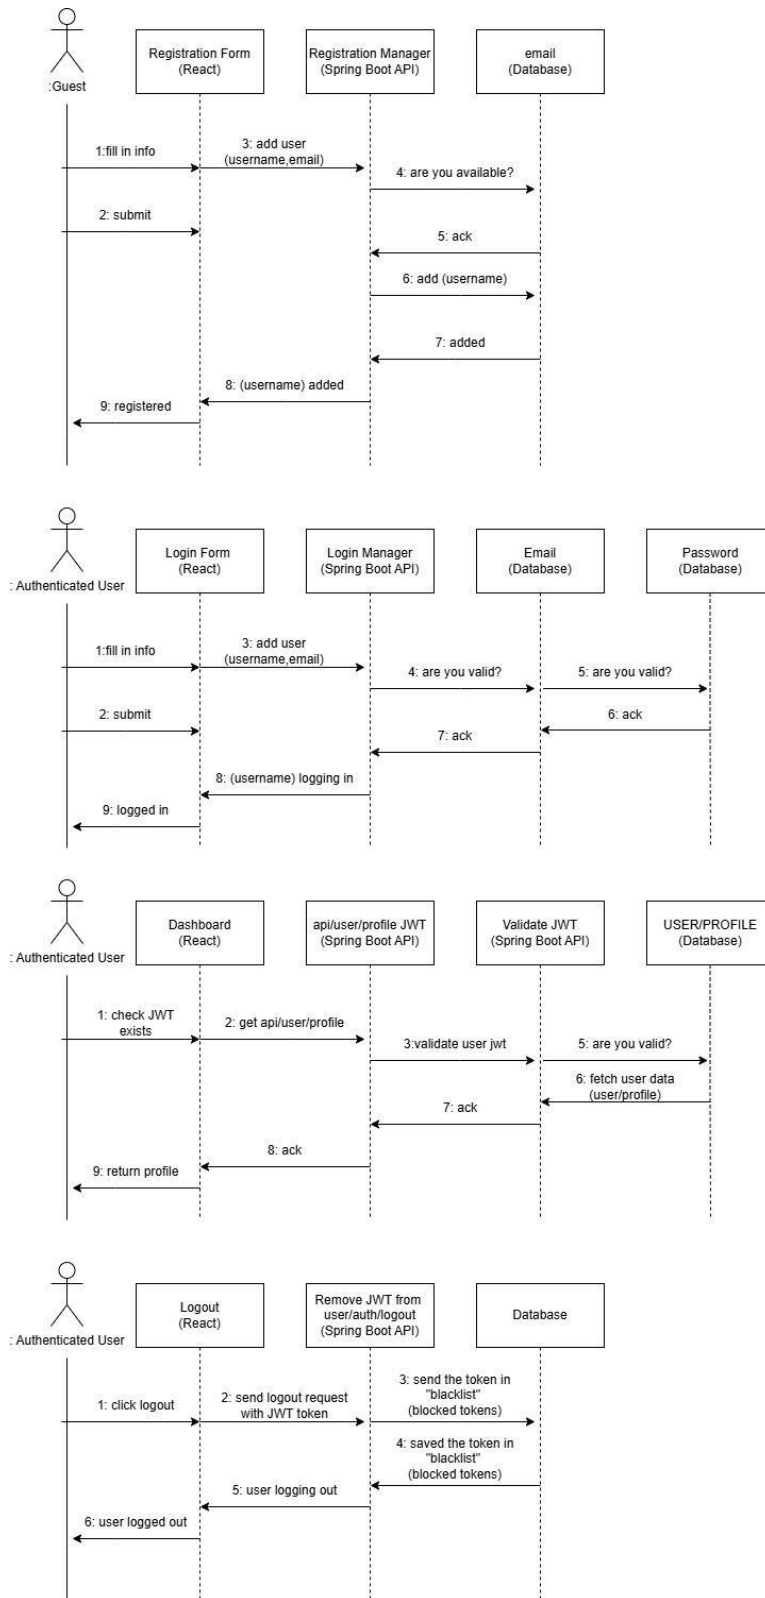 :Guest
Registration Form
(React)
Registration Manager
(Spring Boot API)
email
(Database)
1:fill in info
3: add user
(username,email)
4: are you available?
2: submit
5: ack
6: add (username)
7: added
8: (username) added
9: registered
: Authenticated User
Login Form
(React)
Login Manager
(Spring Boot API)
Email
(Database)
Password
(Database)
1:fill in info
3: add user
(username,email)
4: are you valid?
5: are you valid?
2: submit
6: ack
7: ack
8: (username) logging in
9: logged in
: Authenticated User
Dashboard
(React)
api/user/profile JWT
(Spring Boot API)
Validate JWT
(Spring Boot API)
USER/PROFILE
(Database)
1: check JWT
exists
2: get api/user/profile
3:validate user jwt
5: are you valid?
6: fetch user data
(user/profile)
7: ack
8: ack
9: return profile
: Authenticated User
Logout
(React)
Remove JWT from
user/auth/logout
(Spring Boot API)
Database
1: click logout
2: send logout request
with JWT token
3: send the token in
"blacklist"
(blocked tokens)
4: saved the token in
"blacklist"
(blocked tokens)
5: user logging out
6: user logged out